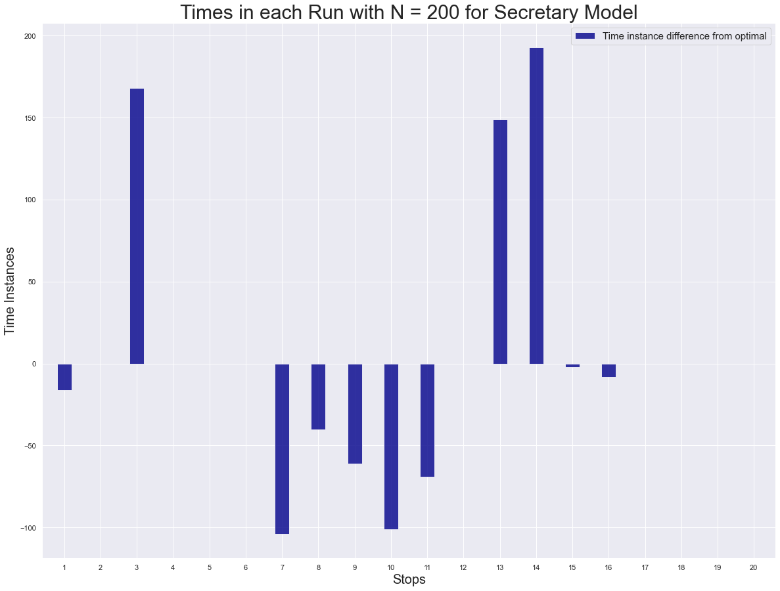 Times in each Run with N = 200 for Secretary Model
Time instance difference from optimal
200
150
100
50
0
−50
−100
Time Instances
1 2 3 4 5 6 7 8 9 10 11 12 13 14 15 16 17 18 19 20
Stops